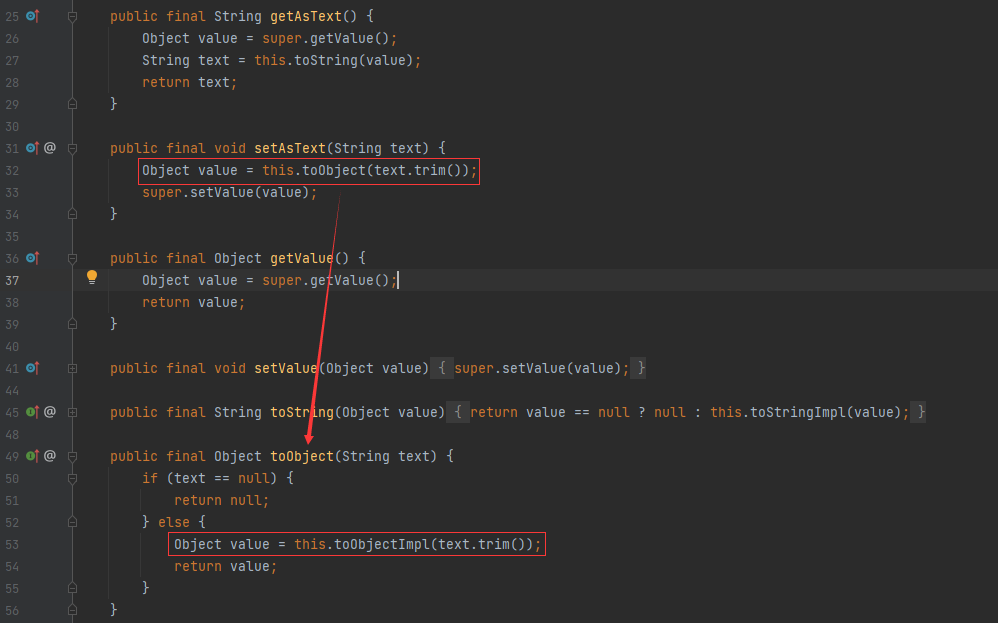 25 public final String getAsText() {
26 Object value = super.getValue();
27 String text = this.toString(value);
28 return text;
29 }
30
31 @ public final void setAsText(String text) {
32 Object value = this.toObject(text.trim());
33 super.setValue(value);
34 }
35
36 public final Object getValue() {
37 Object value = super.getValue();
38 return value;
39 }
40
41 public final void setValue(Object value) { super.setValue(value); }
44
45 @ public final String toString(Object value) { return value == null ? null : this.toStringImpl(value); }
48
49 @ public final Object toObject(String text) {
50 if (text == null) {
51 return null;
52 } else {
53 Object value = this.toObjectImpl(text.trim());
54 return value;
55 }
56 }